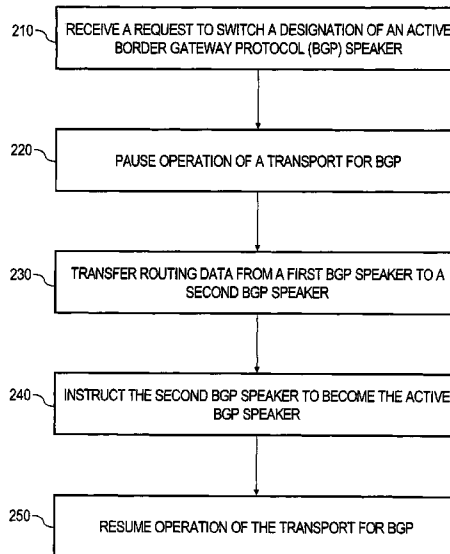 210
RECEIVE A REQUEST TO SWITCH A DESIGNATION OF AN ACTIVE
BORDER GATEWAY PROTOCOL (BGP) SPEAKER
220
PAUSE OPERATION OF A TRANSPORT FOR BGP
230
TRANSFER ROUTING DATA FROM A FIRST BGP SPEAKER TO A
SECOND BGP SPEAKER
240
INSTRUCT THE SECOND BGP SPEAKER TO BECOME THE ACTIVE
BGP SPEAKER
250
RESUME OPERATION OF THE TRANSPORT FOR BGP